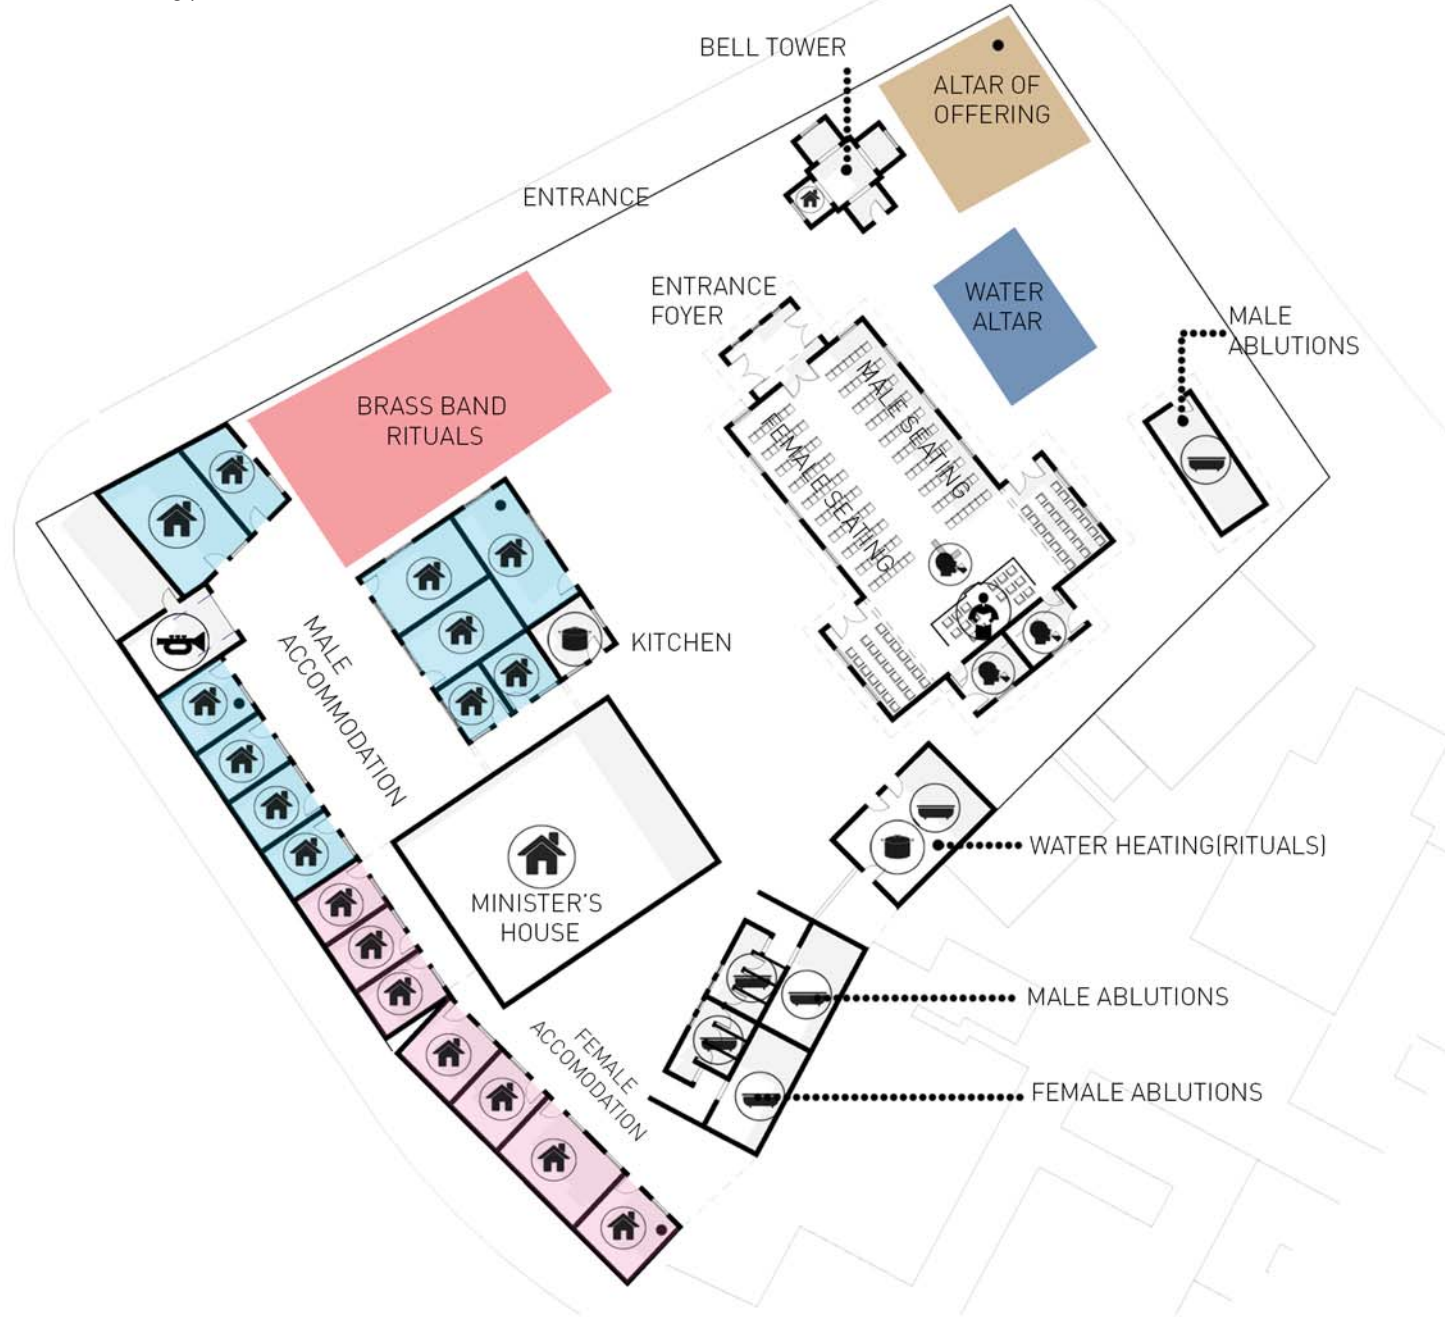 BELL TOWER
ALTAR OF
OFFERING
ENTRANCE
ENTRANCE
FOYER
WATER
ALTAR
MALE
ABLUTIONS
BRASS BAND
RITUALS
MALE SEATING
FEMALE SEATING
KITCHEN
MALE
ACCOMMODATION
MINISTER'S
HOUSE
WATER HEATING(RITUALS)
MALE ABLUTIONS
FEMALE
ACCOMODATION
FEMALE ABLUTIONS